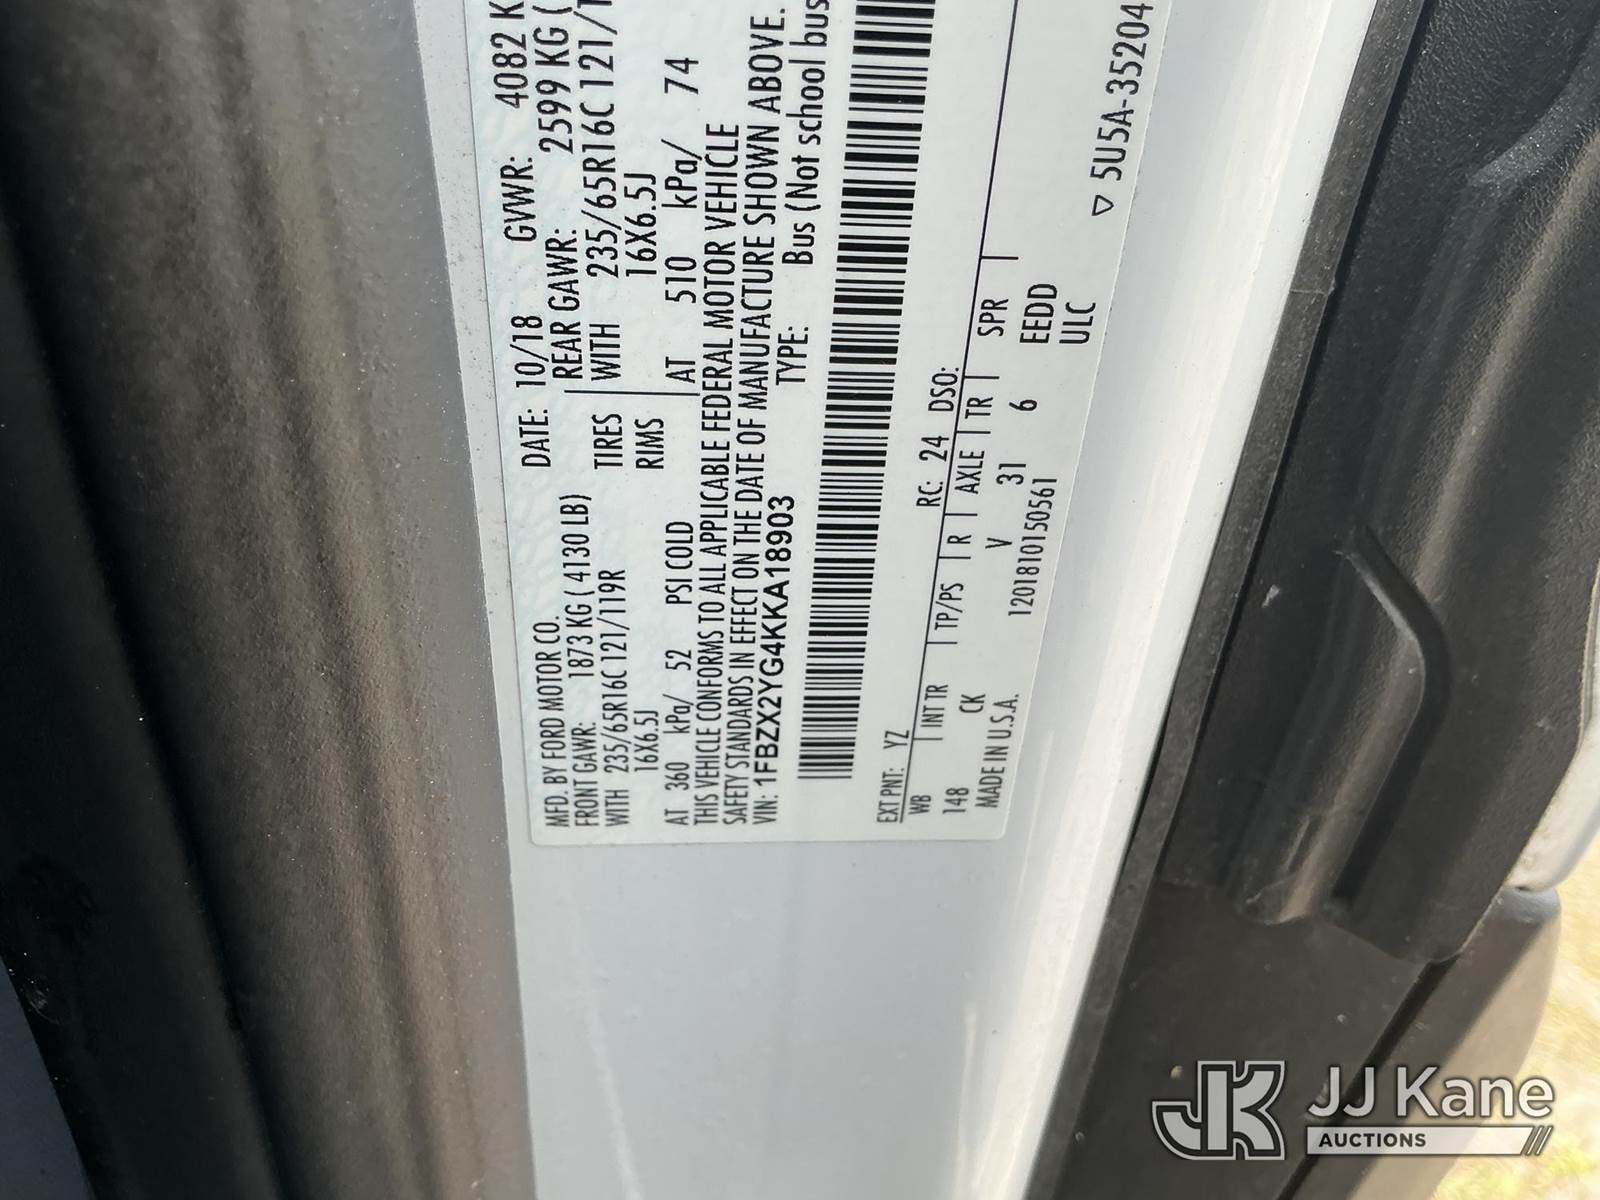 MFD. BY FORD MOTOR CO.
DATE: 10/18 GVWR: 4082 K
FRONT GAWR: 1873 KG ( 4130 LB)
REAR GAWR: 2599 KG (
WITH 235/65R16C 121/119R TIRES WITH 235/65R16C 121/1
16X6.5J RIMS 16X6.5J
AT 360 kPa/ 52 PSI COLD AT 510 kPa/ 74
THIS VEHICLE CONFORMS TO ALL APPLICABLE FEDERAL MOTOR VEHICLE
SAFETY STANDARDS IN EFFECT ON THE DATE OF MANUFACTURE SHOWN ABOVE.
VIN: 1FBZX2YG4KKA18903 TYPE: Bus (Not school bus
EXT PNT: YZ RC: 24 DSO:
WB INT TR TP/PS R AXLE TR SPR
148 CK V 31 6 EEDD
MADE IN U.S.A. 120181015056​1 ULC
▽ 5U5A-35204
JK JJ Kane
AUCTIONS